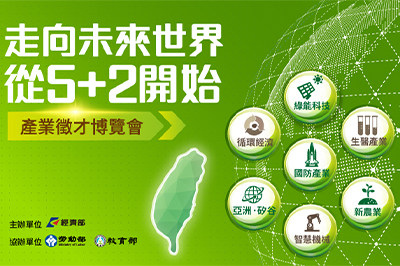 走向未來世界
從5+2開始
產業徵才博覽會
綠能科技
循環經濟
生醫產業
國防產業
亞洲·矽谷
新農業
智慧機械
主辦單位 經濟部
協辦單位 勞動部 教育部